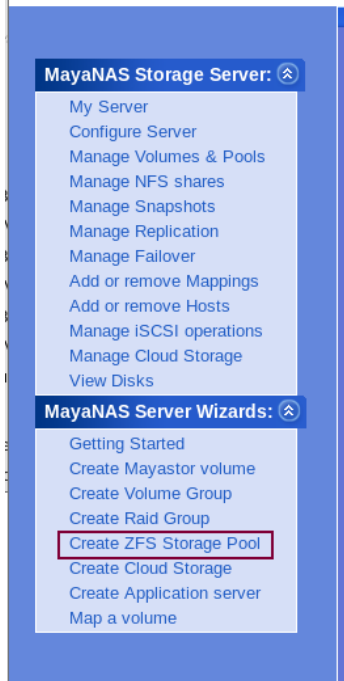 MayaNAS Storage Server:
My Server
Configure Server
Manage Volumes & Pools
Manage NFS shares
Manage Snapshots
Manage Replication
Manage Failover
Add or remove Mappings
Add or remove Hosts
Manage iSCSI operations
Manage Cloud Storage
View Disks
MayaNAS Server Wizards:
Getting Started
Create Mayastor volume
Create Volume Group
Create Raid Group
Create ZFS Storage Pool
Create Cloud Storage
Create Application server
Map a volume